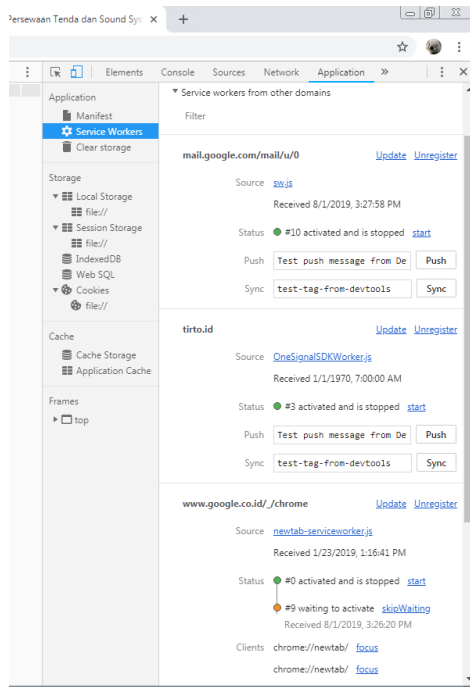 Persewaan Tenda dan Sound Sys
Elements Console Sources Network Application »
Application
Manifest
Service Workers
Clear storage
Storage
Local Storage
file://
Session Storage
file://
IndexedDB
Web SQL
Cookies
file://
Cache
Cache Storage
Application Cache
Frames
top
Service workers from other domains
Filter
mail.google.com/mail/u/0 Update Unregister
Source sw.js
Received 8/1/2019, 3:27:58 PM
Status #10 activated and is stopped start
Push Test push message from De Push
Sync test-tag-from-devtools Sync
tirto.id Update Unregister
Source OneSignalSDKWorker.js
Received 1/1/1970, 7:00:00 AM
Status #3 activated and is stopped start
Push Test push message from De Push
Sync test-tag-from-devtools Sync
www.google.co.id/_/chrome Update Unregister
Source newtab-serviceworker.js
Received 1/23/2019, 1:16:41 PM
Status #0 activated and is stopped start
#9 waiting to activate skipWaiting
Received 8/1/2019, 3:26:20 PM
Clients chrome://newtab/ focus
chrome://newtab/ focus